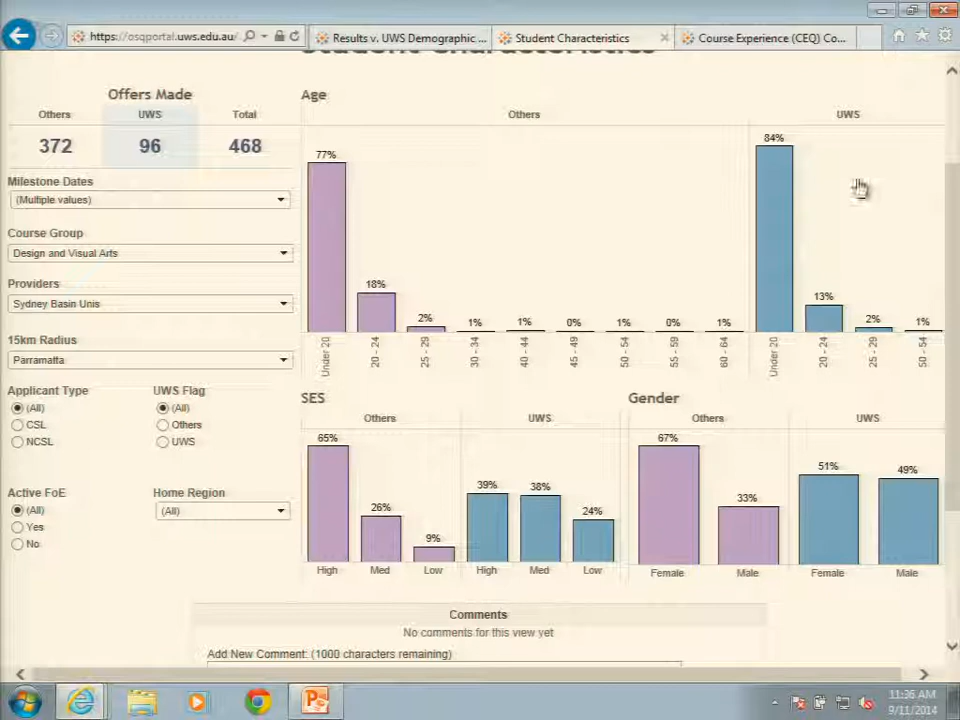 https://osqportal.uws.edu.au/
Results v. UWS Demographic ...
Student Characteristics
Course Experience (CEQ) Co...
Student Characteristics
Offers Made
Others UWS Total
372 96 468
Milestone Dates
(Multiple values)
Course Group
Design and Visual Arts
Providers
Sydney Basin Unis
15km Radius
Parramatta
Applicant Type
(All)
CSL
NCSL
UWS Flag
(All)
Others
UWS
Active FoE
(All)
Yes
No
Home Region
(All)
Age
Others UWS
77% 18% 2% 1% 1% 0% 1% 0% 1% 84% 13% 2% 1%
Under 20 20 - 24 25 - 29 30 - 34 40 - 44 45 - 49 50 - 54 55 - 59 60 - 64 Under 20 20 - 24 25 - 29 50 - 54
SES
Others UWS
65% 26% 9% 39% 38% 24%
High Med Low High Med Low
Gender
Others UWS
67% 33% 51% 49%
Female Male Female Male
Comments
No comments for this view yet
Add New Comment: (1000 characters remaining)
11:36 AM
9/11/2014